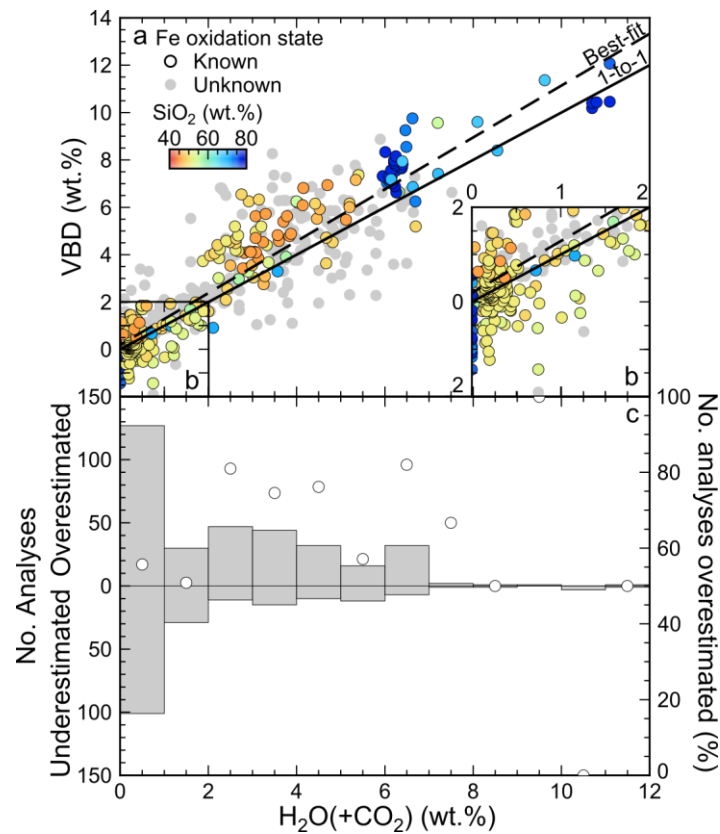 a Fe oxidation state
Known
Unknown
SiO₂ (wt.%)
40 60 80
Best-fit
1-to-1
VBD (wt.%)
14
12
10
8
6
4
2
0
b
0 1 2
2
0
2
b
c
150
100
50
0
50
100
150
No. Analyses
Underestimated Overestimated
100
80
60
40
20
0
No. analyses overestimated (%)
0 2 4 6 8 10 12
H₂O(+CO₂) (wt.%)